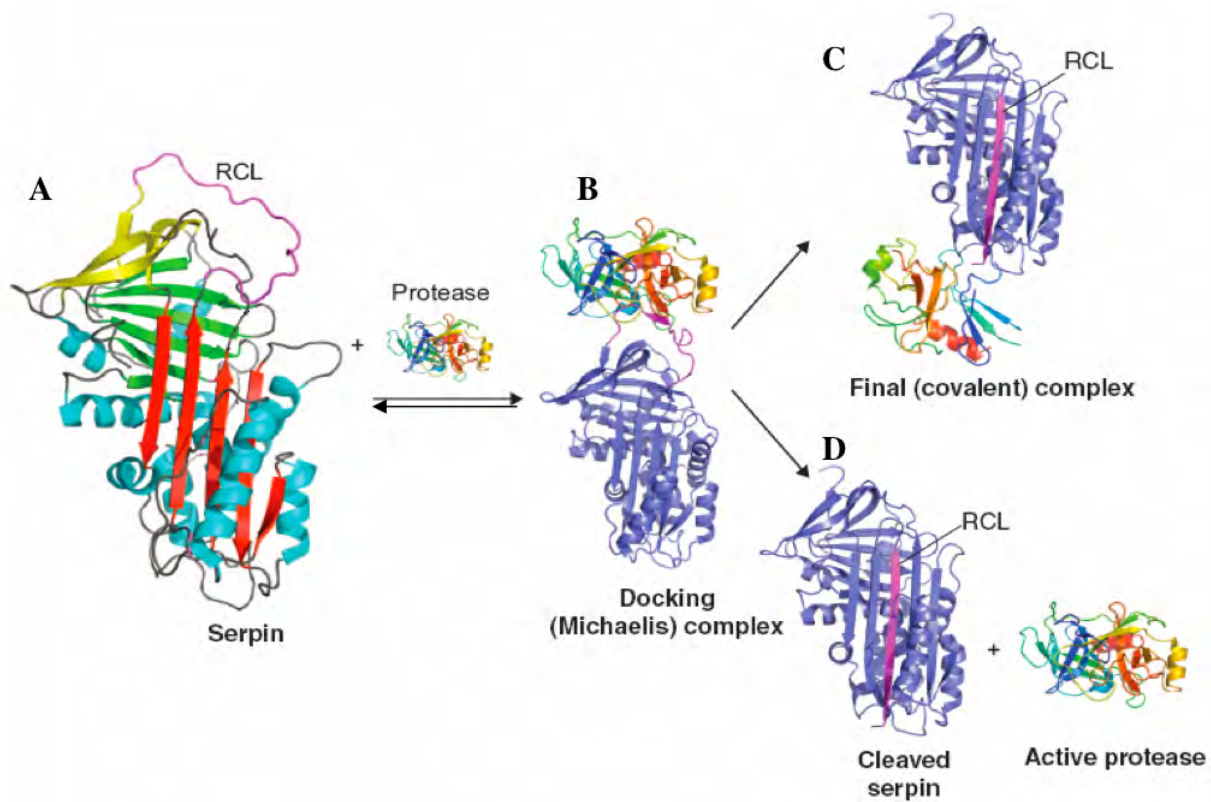 A
RCL
Serpin
+
Protease
B
Docking
(Michaelis) complex
C
RCL
Final (covalent) complex
D
RCL
Cleaved
serpin
+
Active protease